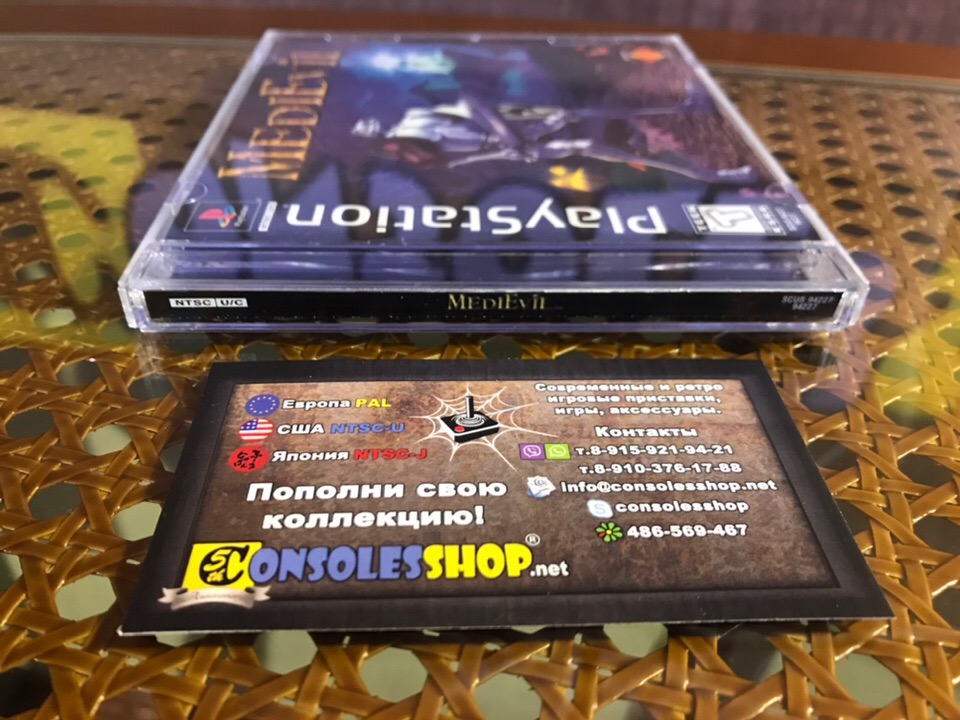 MEDIEVIL
PlayStation
NTSC U/C
MEDIEVIL
SCUS 94227
94227
Европа PAL
США NTSC-U
Япония NTSC-J
Пополни свою
коллекцию!
5th
CONSOLESSHOP®.net
Современные и ретро
игровые приставки,
игры, аксессуары.
Контакты
т.8-915-921-94-21
т.8-910-376-17-88
info@consolesshop.net
consolesshop
486-569-467